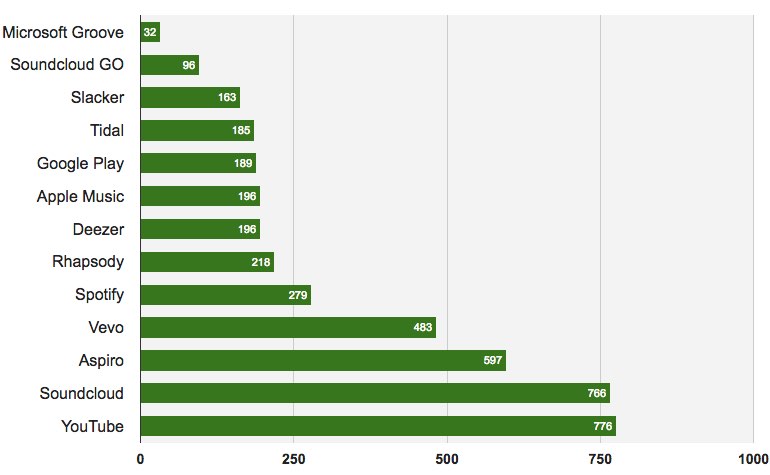 Microsoft Groove 32
Soundcloud GO 96
Slacker 163
Tidal 185
Google Play 189
Apple Music 196
Deezer 196
Rhapsody 218
Spotify 279
Vevo 483
Aspiro 597
Soundcloud 766
YouTube 776
0 250 500 750 1000